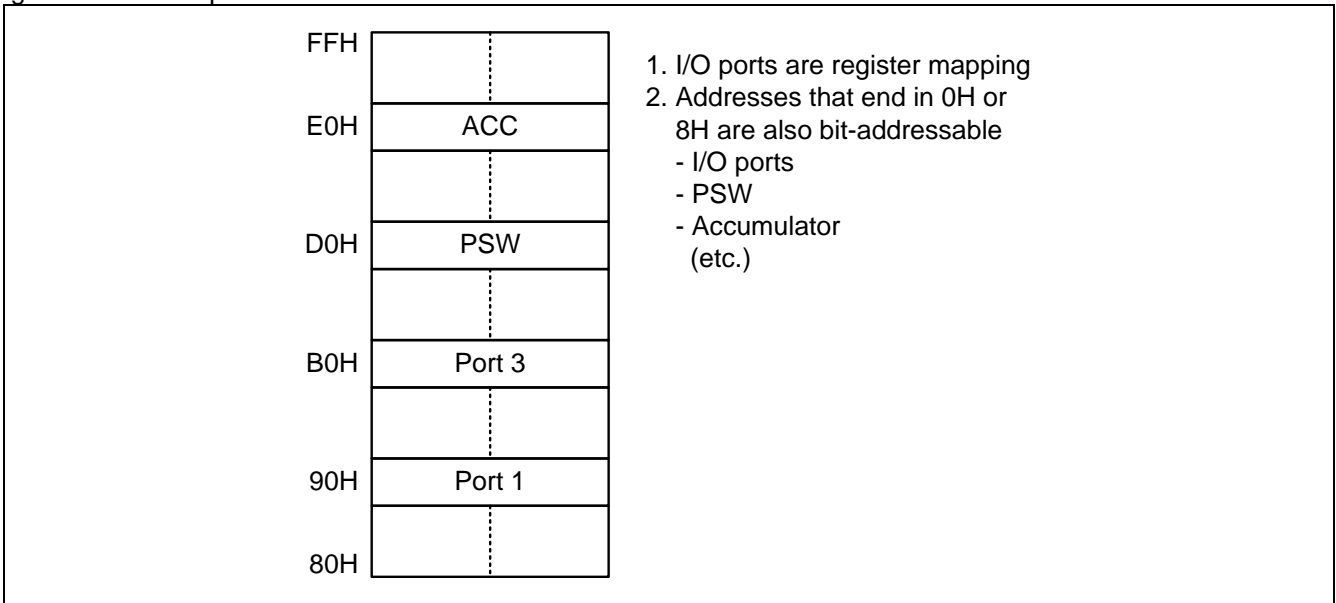 FFH
E0H
ACC
D0H
PSW
B0H
Port 3
90H
Port 1
80H
1. I/O ports are register mapping
2. Addresses that end in 0H or
8H are also bit-addressable
- I/O ports
- PSW
- Accumulator
(etc.)